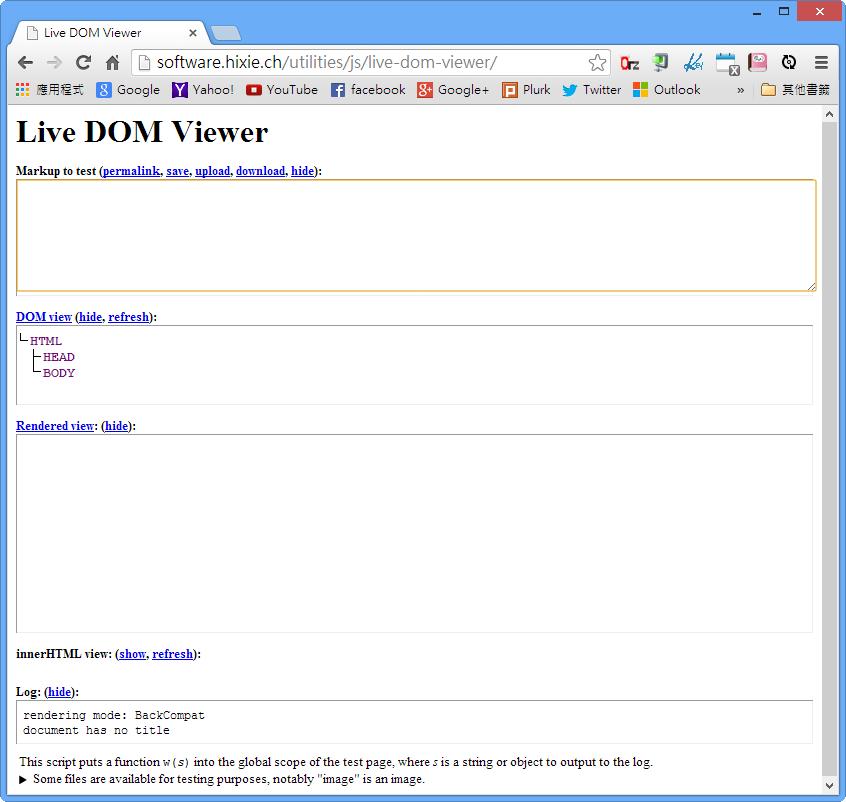 Live DOM Viewer
software.hixie.ch/utilities/js/live-dom-viewer/
應用程式 Google Yahoo! YouTube facebook Google+ Plurk Twitter Outlook » 其他書籤
Live DOM Viewer
Markup to test (permalink, save, upload, download, hide):
DOM view (hide, refresh):
HTML
HEAD
BODY
Rendered view: (hide):
innerHTML view: (show, refresh):
Log: (hide):
rendering mode: BackCompat
document has no title
This script puts a function w(s) into the global scope of the test page, where s is a string or object to output to the log.
▶ Some files are available for testing purposes, notably "image" is an image.